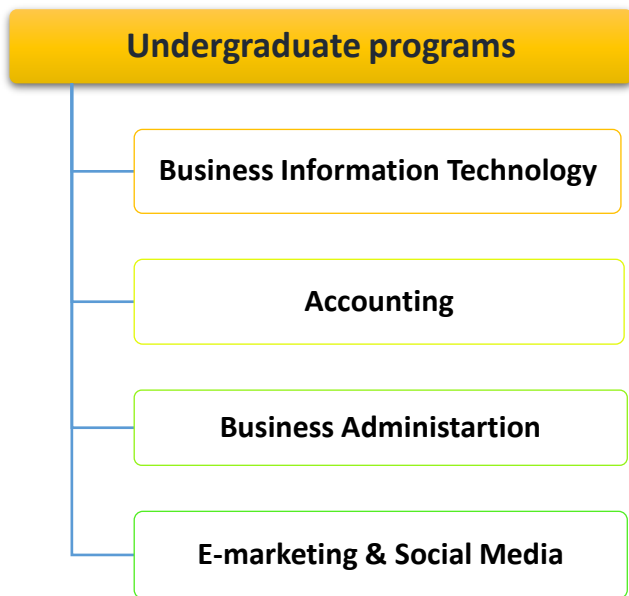 Undergraduate programs
Business Information Technology
Accounting
Business Administartion
E-marketing & Social Media